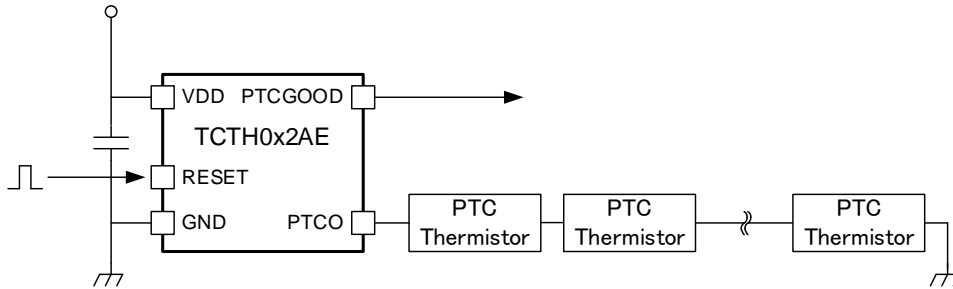 VDD PTCGOOD
TCTH0x2AE
RESET
GND PTCO
PTC
Thermistor
PTC
Thermistor
PTC
Thermistor